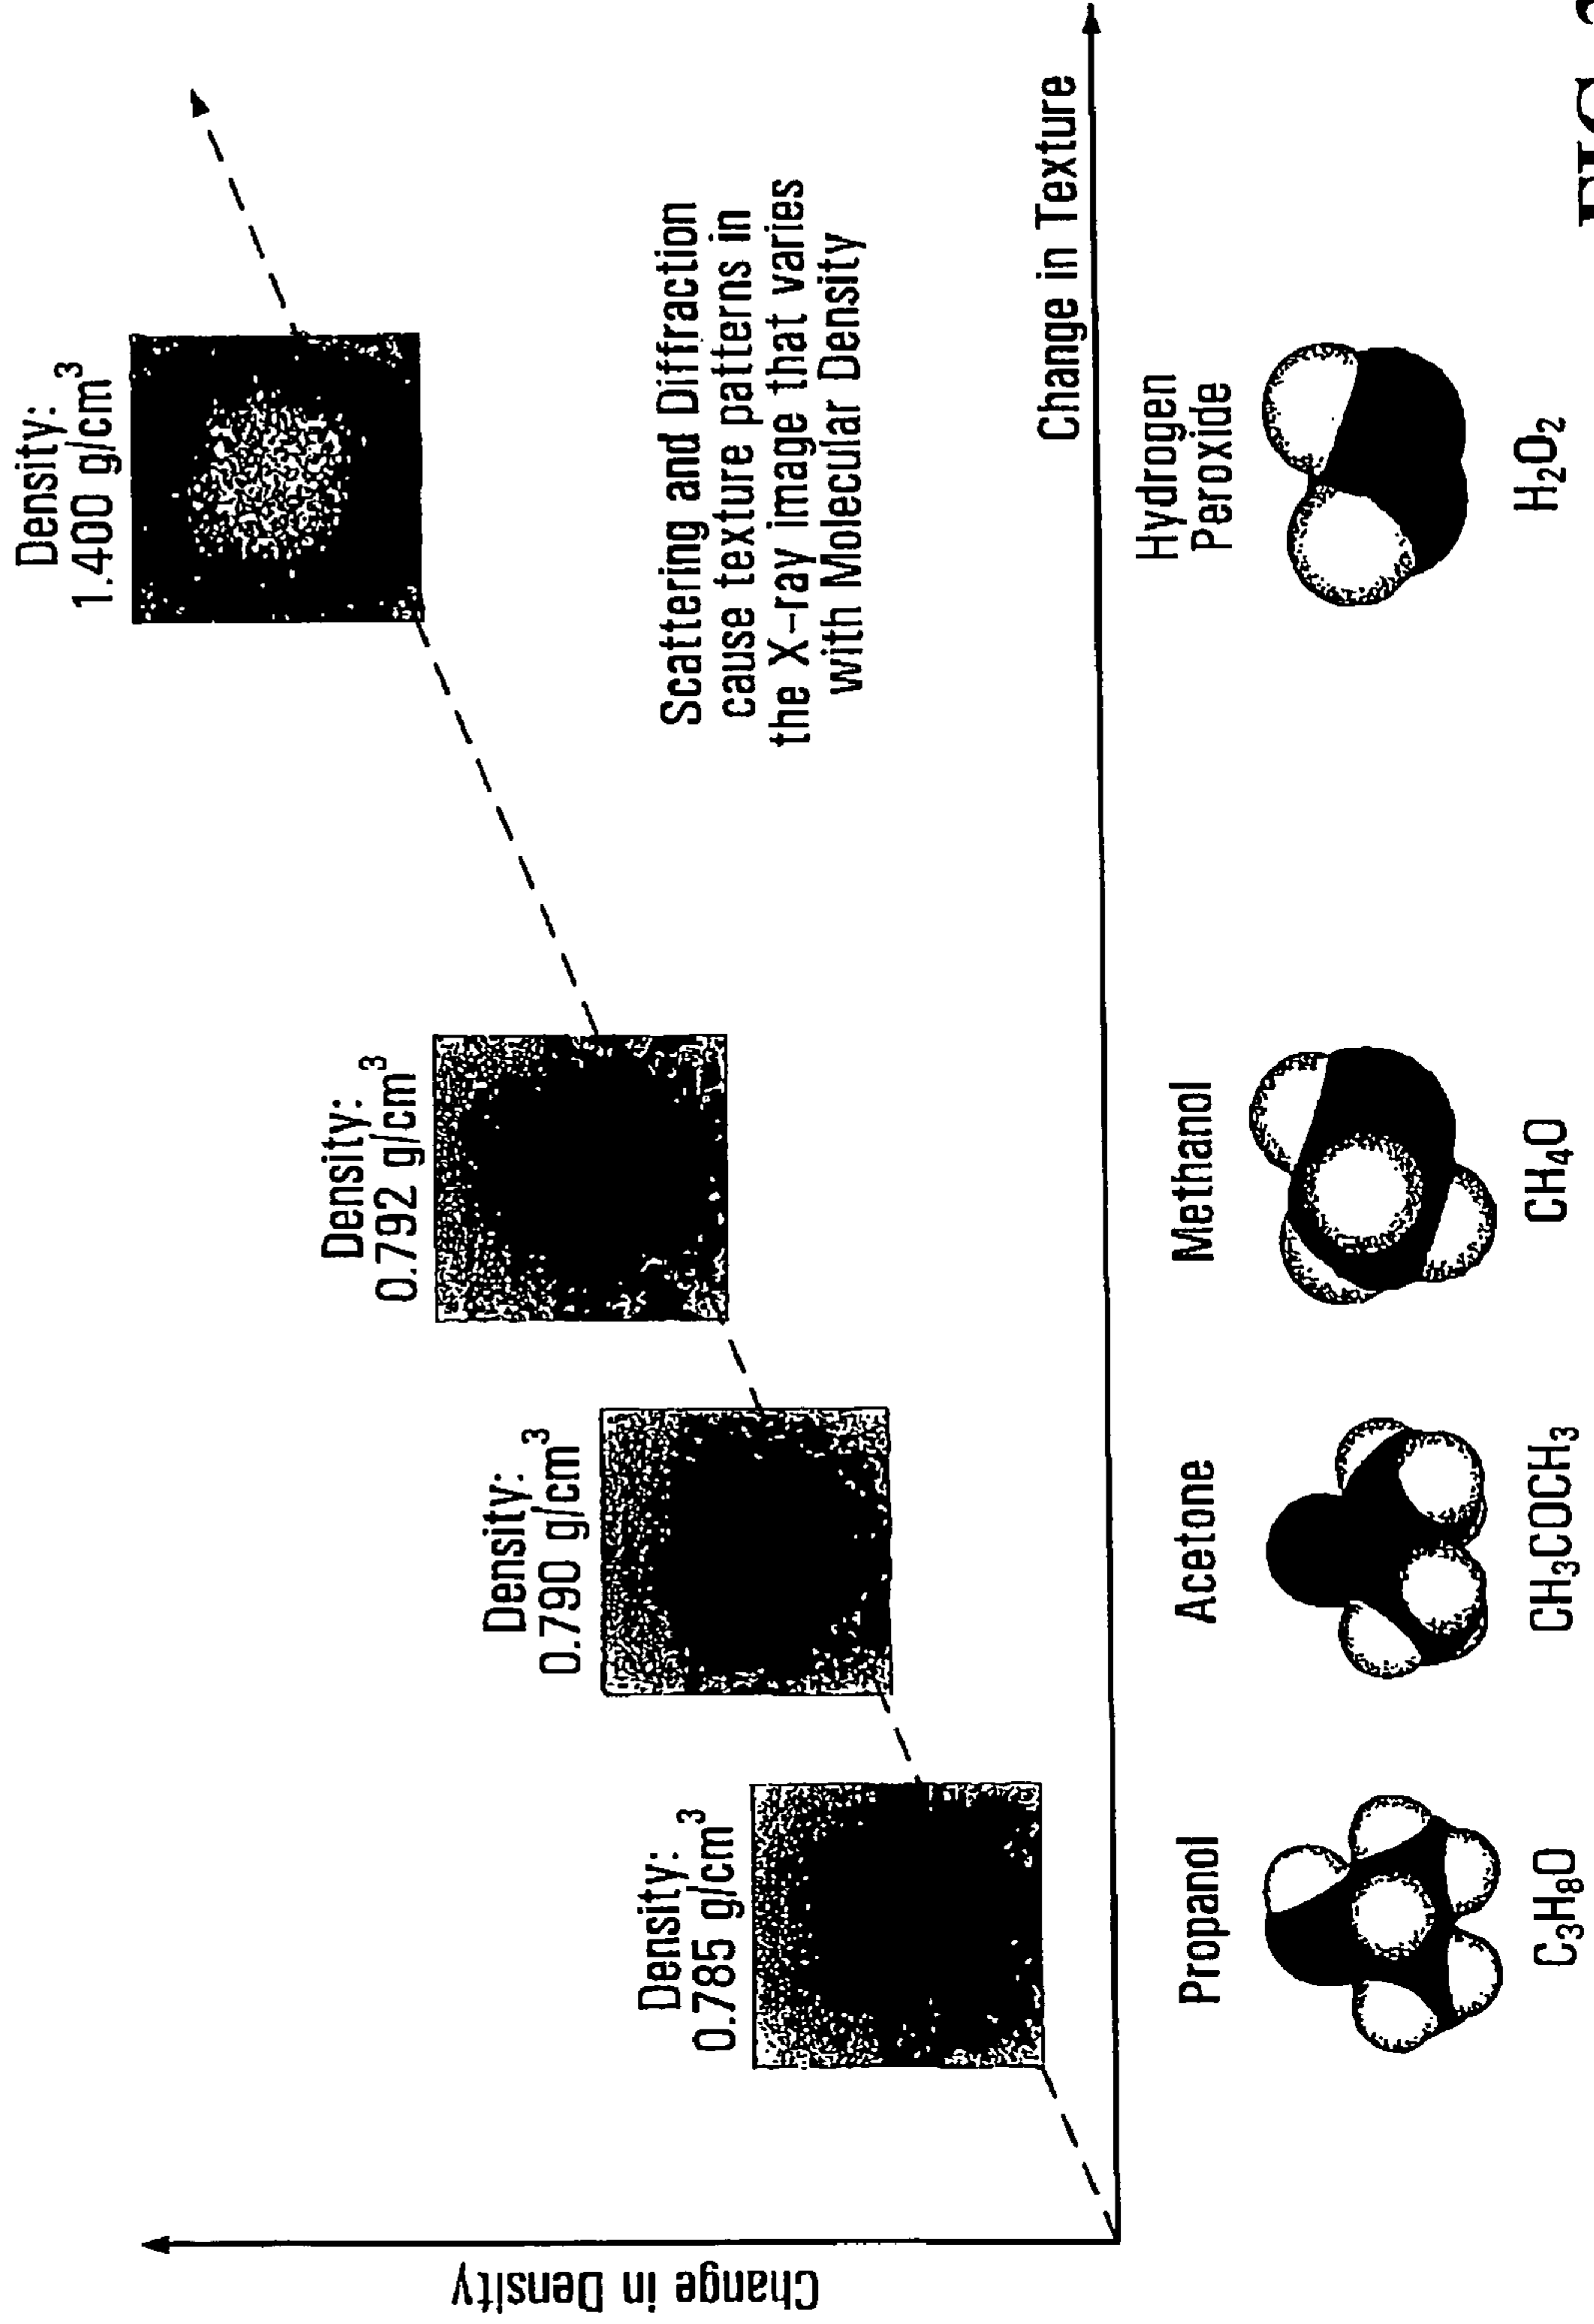 Density:
1.400 g/cm³
Density:
0.792 g/cm³
Density:
0.790 g/cm³
Density:
0.785 g/cm³
Change in Density
Scattering and Diffraction
cause texture patterns in
the X-ray image that varies
with Molecular Density
Change in Texture
Propanol
C₃H₈O
Acetone
CH₃COCH₃
Methanol
CH₄O
Hydrogen
Peroxide
H₂O₂